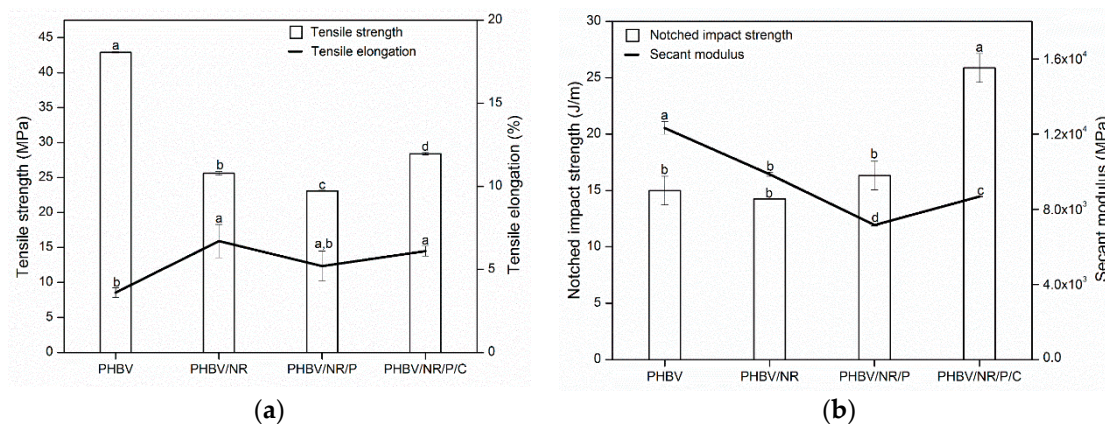 Tensile strength
Tensile elongation
Tensile strength (MPa)
45
40
35
30
25
20
15
10
5
0
a
b
c
d
b
a
a,b
a
20
15
10
5
0
Tensile elongation (%)
PHBV
PHBV/NR
PHBV/NR/P
PHBV/NR/P/C
(a)
Notched impact strength
Secant modulus
Notched impact strength (J/m)
30
25
20
15
10
5
0
a
b
b
b
b
d
a
c
1.6x10⁴
1.2x10⁴
8.0x10³
4.0x10³
0.0
Secant modulus (MPa)
PHBV
PHBV/NR
PHBV/NR/P
PHBV/NR/P/C
(b)